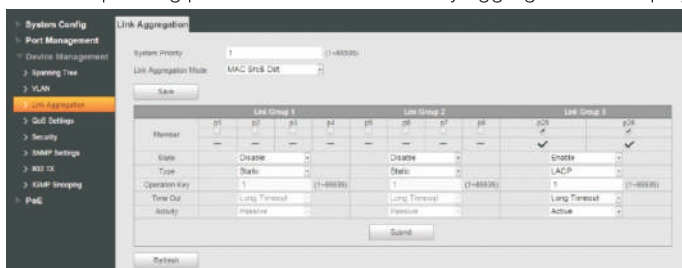 System Config
Port Management
Device Management
Spanning Tree
VLAN
Link Aggregation
QoS Settings
Security
SNMP Settings
802 1X
IGMP Snooping
PoE
Link Aggregation
System Priority 1 (1~65535)
Link Aggregation Mode MAC Src& Dst
Save
Link Group 1 Link Group 2 Link Group 3
Member p1 p2 p3 p4 p5 p6 p7 p8 p25 p26
State Disable Disable Enable
Type Static Static LACP
Operation Key 1 (1~65535) 1 (1~65535) 1 (1~65535)
Time Out Long Timeout Long Timeout Long Timeout
Activity Passive Passive Active
Submit
Refresh